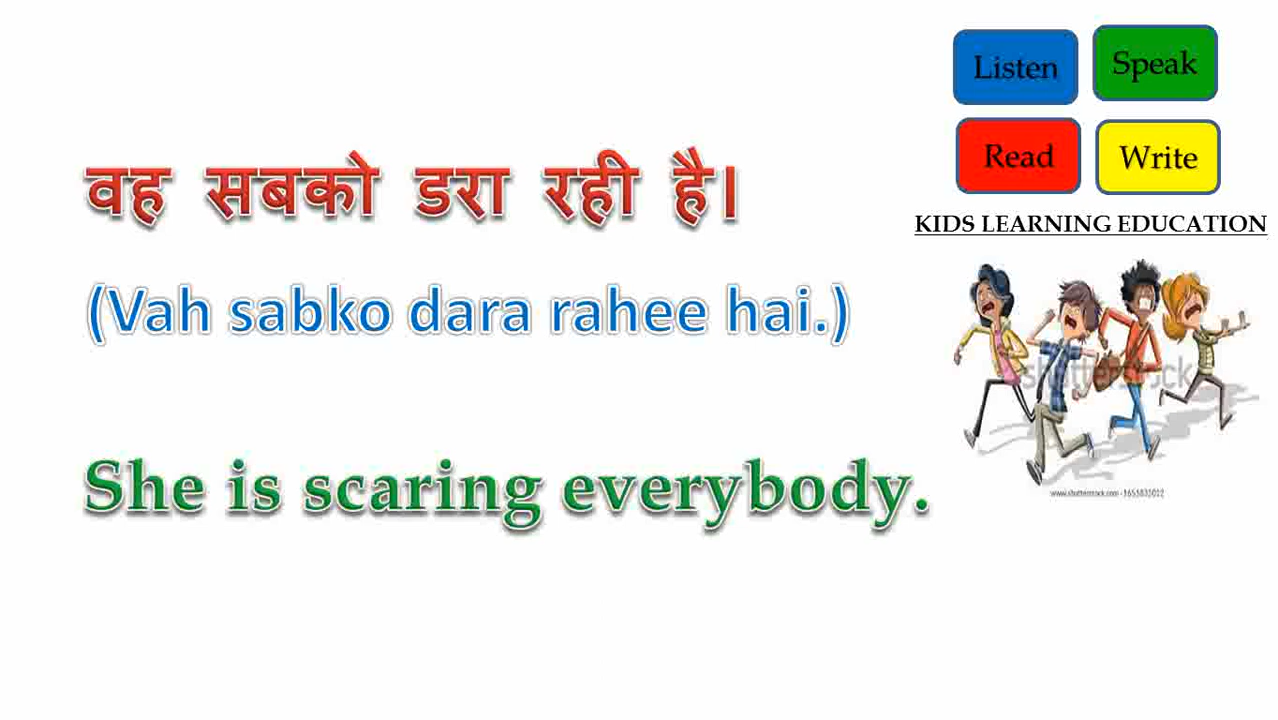 Listen
Speak
Read
Write
KIDS LEARNING EDUCATION
वह सबको डरा रही है।
(Vah sabko dara rahee hai.)
She is scaring everybody.
shutterstock